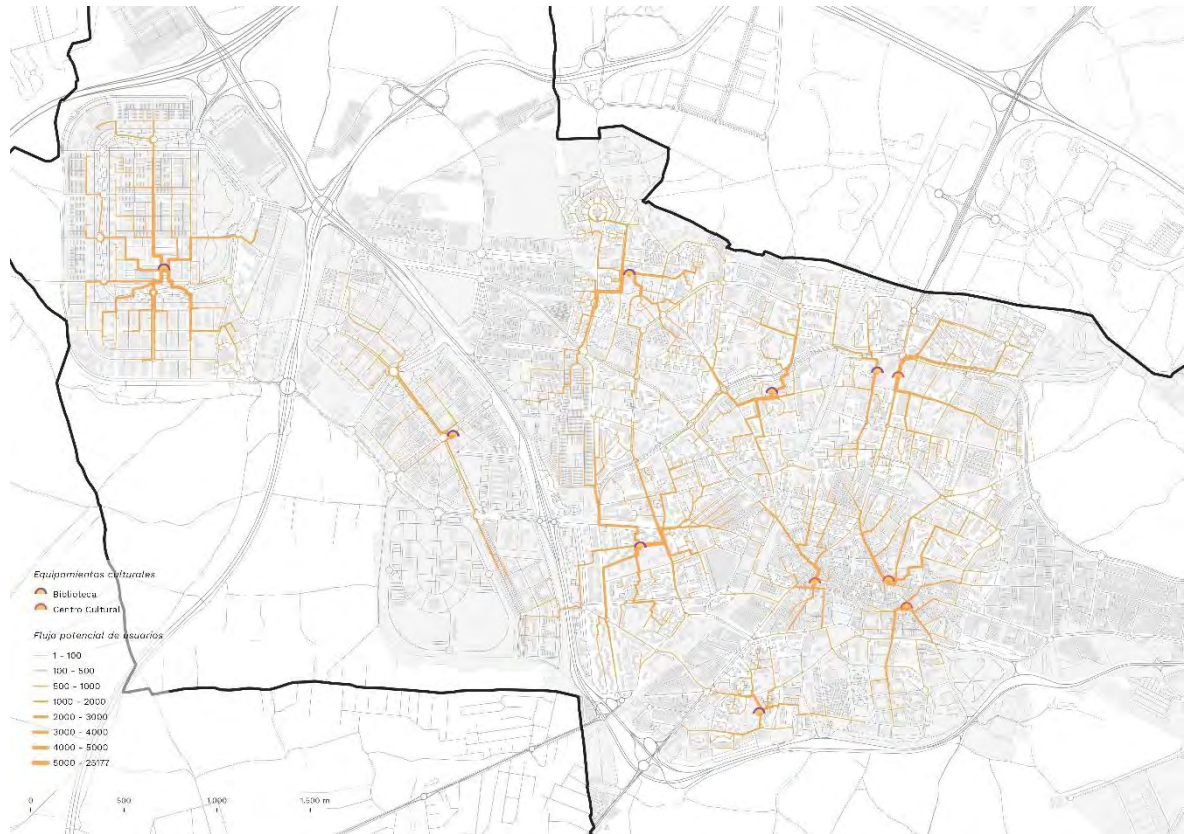 Equipamientos culturales
Biblioteca
Centro Cultural
Flujo potencial de usuarios
1 - 100
100 - 500
500 - 1000
1000 - 2000
2000 - 3000
3000 - 4000
4000 - 5000
5000 - 25177
0 500 1.000 1.500 m